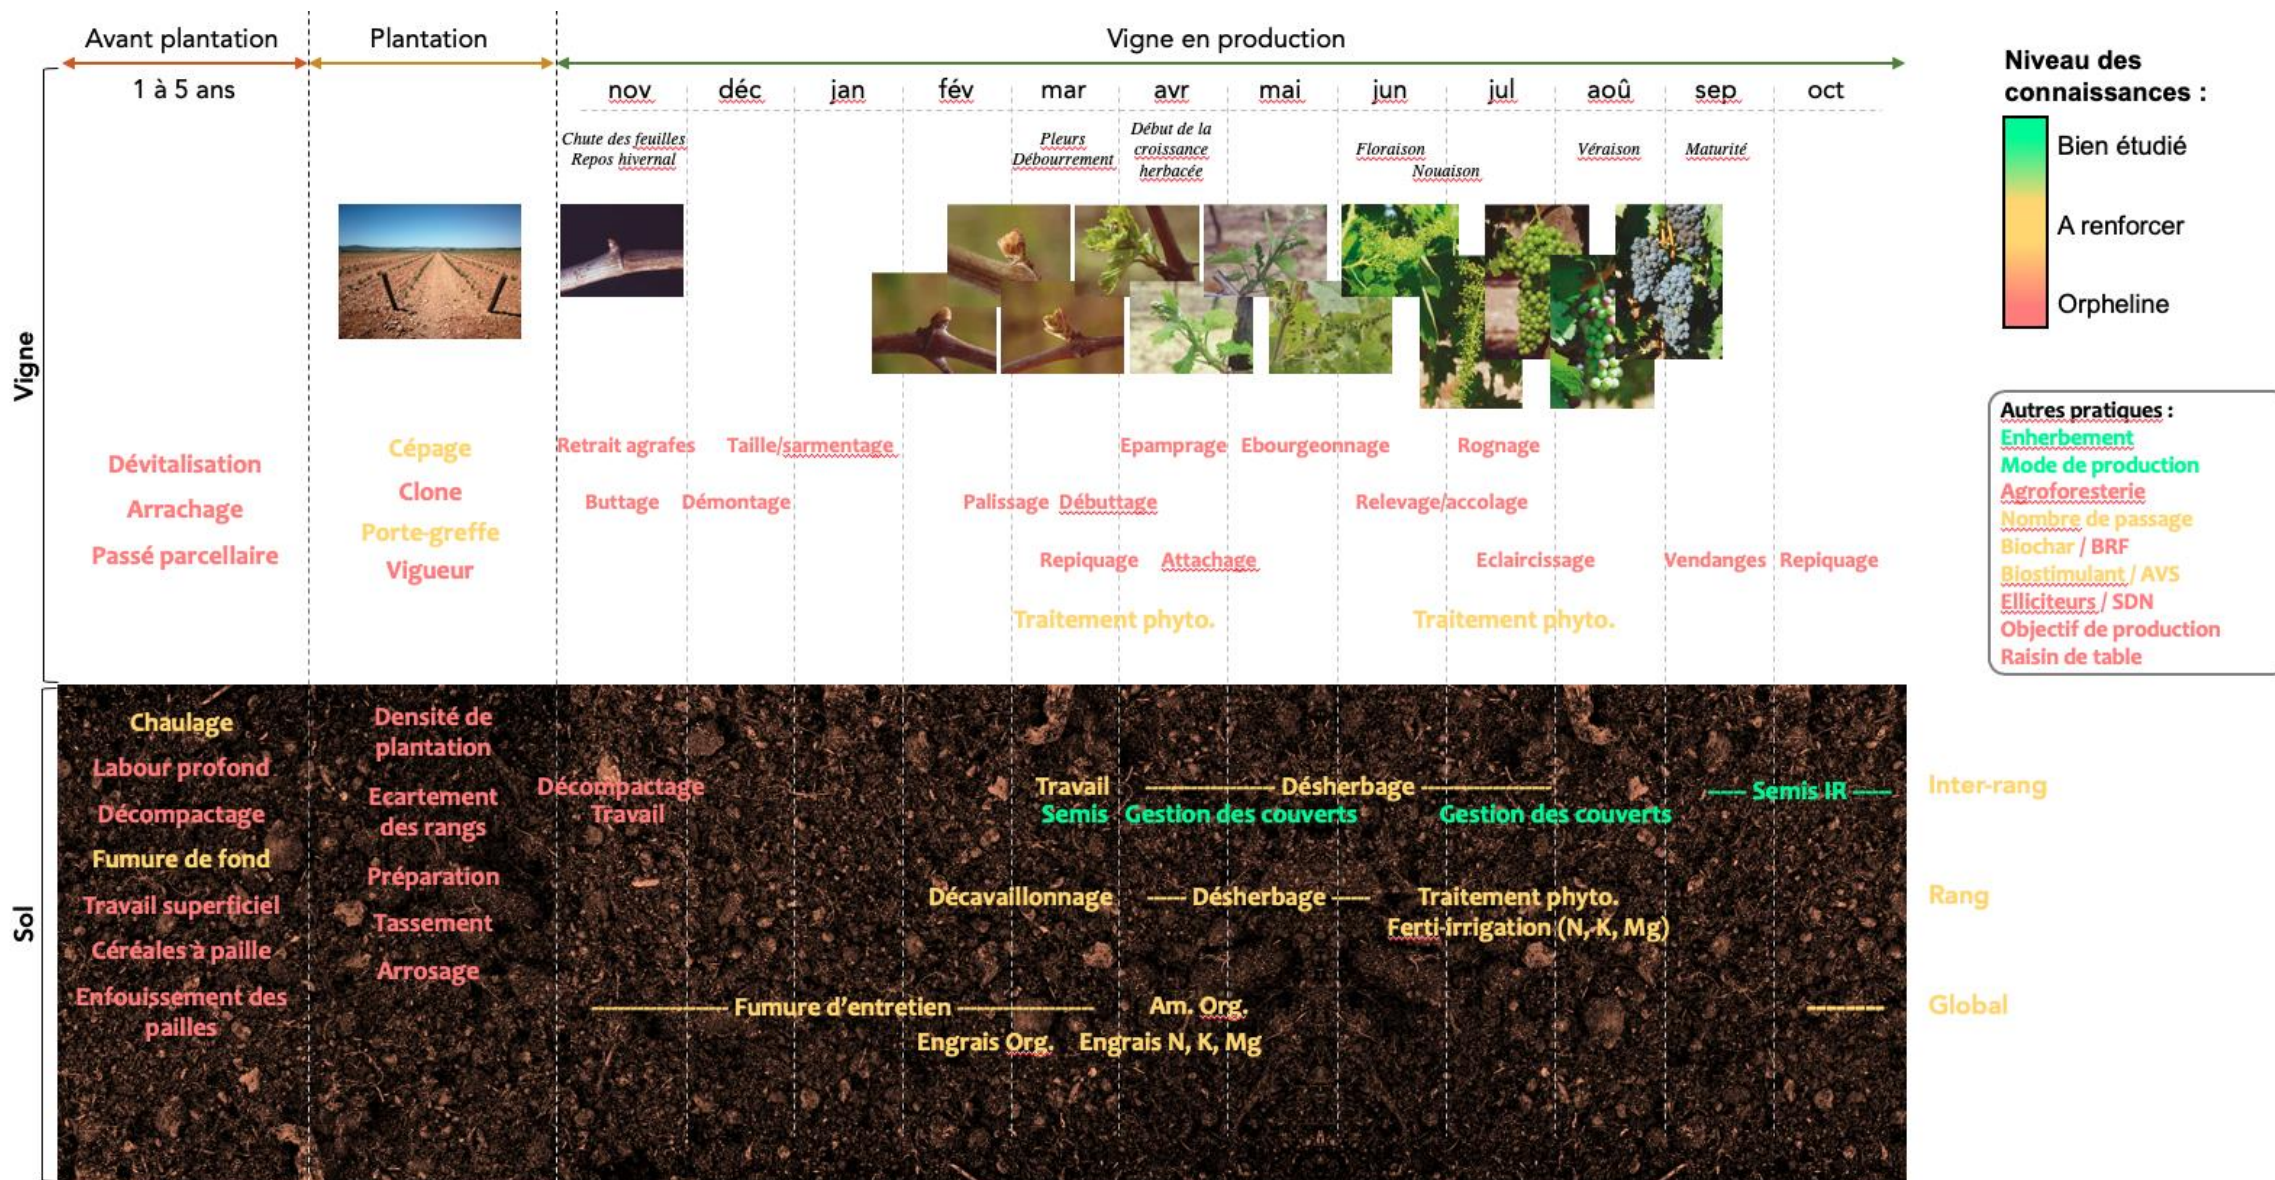 Avant plantation
Plantation
Vigne en production
1 à 5 ans
nov
déc
jan
fév
mar
avr
mai
jun
jul
aoû
sep
oct
Chute des feuilles
Repos hivernal
Pleurs
Débourrement
Début de la
croissance
herbacée
Floraison
Nouaison
Véraison
Maturité
Niveau des
connaissances :
Bien étudié
A renforcer
Orpheline
Vigne
Dévitalisation
Arrachage
Passé parcellaire
Cépage
Clone
Porte-greffe
Vigueur
Retrait agrafes
Taille/sarmentage
Epamprage
Ebourgeonnage
Rognage
Buttage
Démontage
Palissage
Débuttage
Relevage/accolage
Repiquage
Attachage
Eclaircissage
Vendanges
Repiquage
Traitement phyto.
Traitement phyto.
Autres pratiques :
Enherbement
Mode de production
Agroforesterie
Nombre de passage
Biochar / BRF
Biostimulant / AVS
Elliciteurs / SDN
Objectif de production
Raisin de table
Sol
Chaulage
Labour profond
Décompactage
Fumure de fond
Travail superficiel
Céréales à paille
Enfouissement des
pailles
Densité de
plantation
Ecartement
des rangs
Préparation
Tassement
Arrosage
Décompactage
Travail
Travail
Désherbage
Semis IR
Inter-rang
Semis
Gestion des couverts
Gestion des couverts
Décavaillonnage
Désherbage
Traitement phyto.
Rang
Ferti-irrigation (N, K, Mg)
Fumure d'entretien
Am. Org.
Global
Engrais Org.
Engrais N, K, Mg